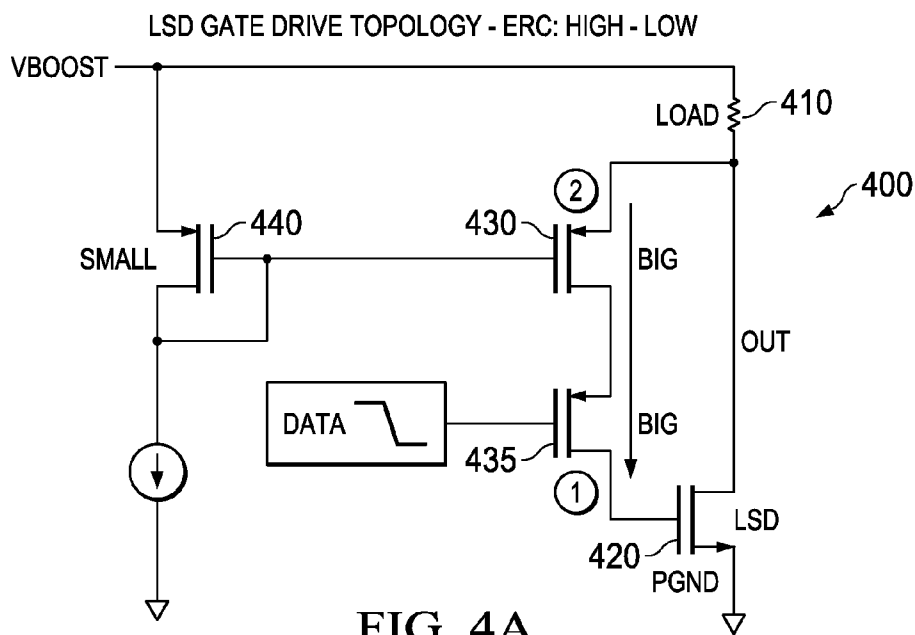 LSD GATE DRIVE TOPOLOGY - ERC: HIGH - LOW
VBOOST
LOAD
410
400
2
440
430
SMALL
BIG
OUT
DATA
BIG
435
1
LSD
420
PGND
FIG. 4A